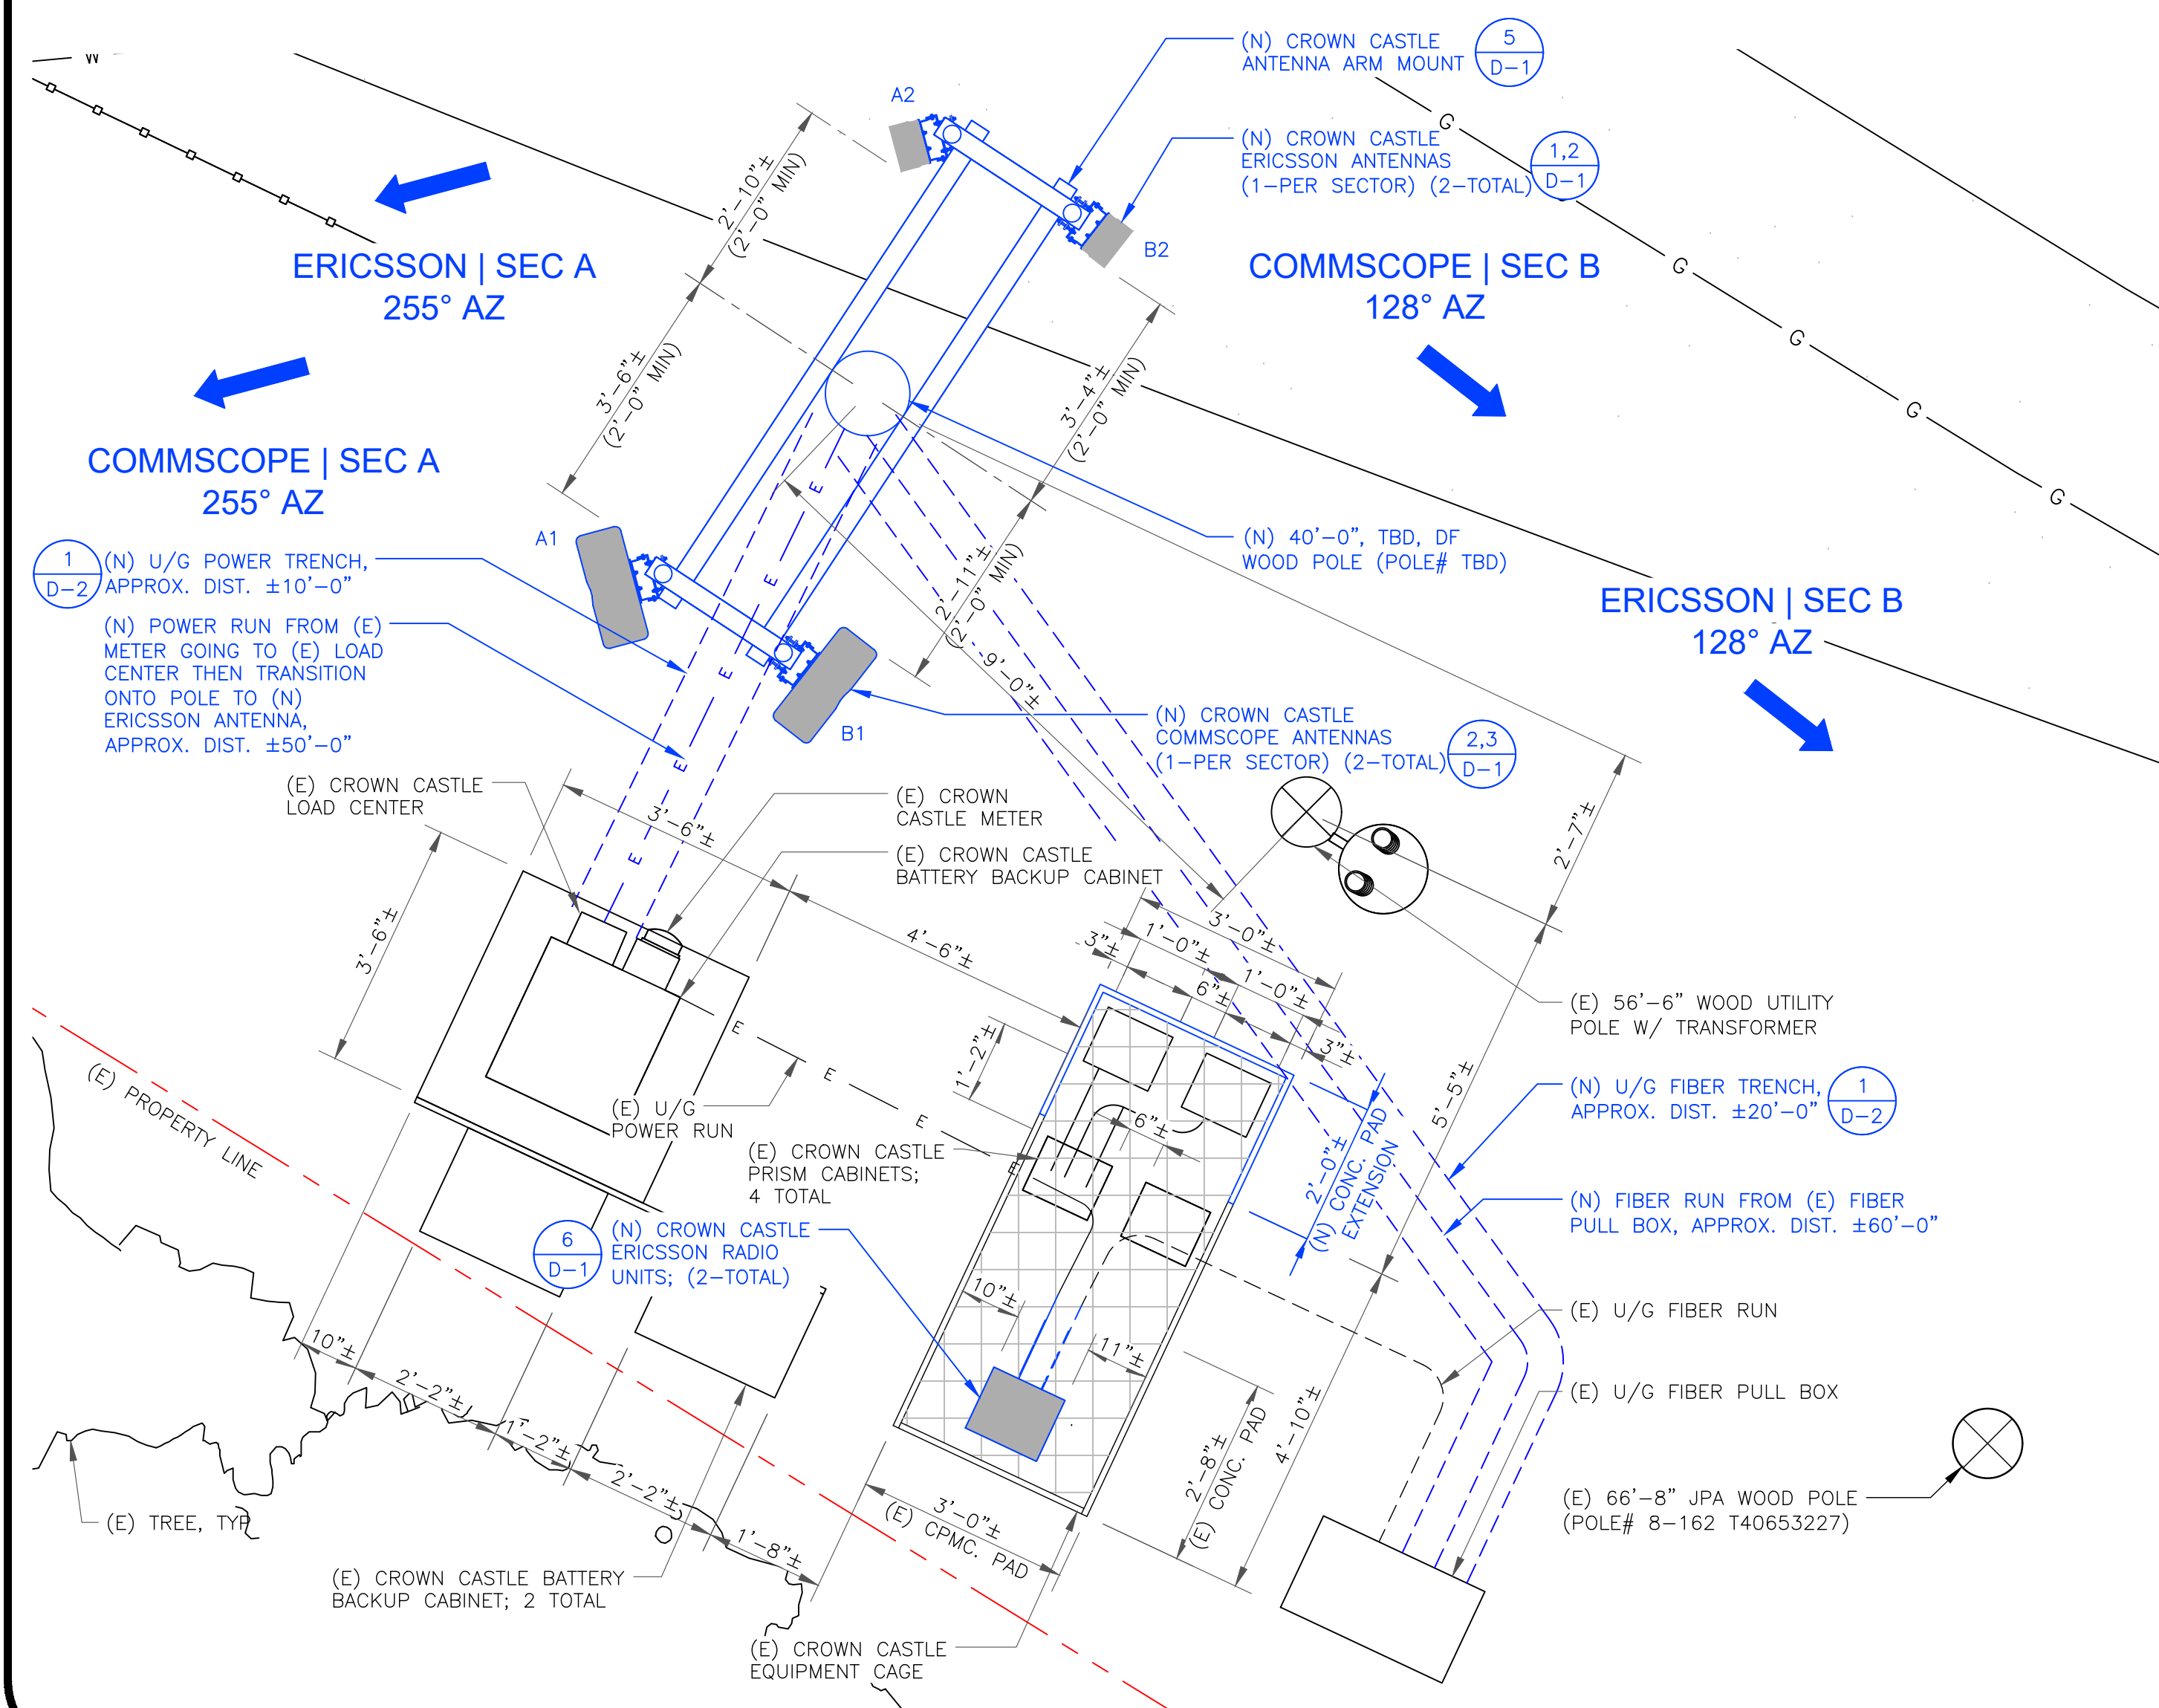 W
(N) CROWN CASTLE
ANTENNA ARM MOUNT
5
D-1
A2
G
(N) CROWN CASTLE
ERICSSON ANTENNAS
(1-PER SECTOR) (2-TOTAL)
1,2
D-1
2'-10"±
(2'-0" MIN)
ERICSSON | SEC A
255° AZ
B2
COMMSCOPE | SEC B
128° AZ
G
G
G
G
3'-6"±
(2'-0" MIN)
3'-4"±
(2'-0" MIN)
COMMSCOPE | SEC A
255° AZ
E
A1
1
D-2
(N) U/G POWER TRENCH,
APPROX. DIST. ±10'-0"
(N) 40'-0", TBD, DF
WOOD POLE (POLE# TBD)
2'-11"±
(2'-0" MIN)
E
ERICSSON | SEC B
128° AZ
(N) POWER RUN FROM (E)
METER GOING TO (E) LOAD
CENTER THEN TRANSITION
ONTO POLE TO (N)
ERICSSON ANTENNA,
APPROX. DIST. ±50'-0"
E
9'-0"±
B1
(N) CROWN CASTLE
COMMSCOPE ANTENNAS
(1-PER SECTOR) (2-TOTAL)
2,3
D-1
E
(E) CROWN CASTLE
LOAD CENTER
(E) CROWN
CASTLE METER
3'-6"±
2'-7"±
E
(E) CROWN CASTLE
BATTERY BACKUP CABINET
3'-6"±
4'-6"±
3'-0"±
1'-0"±
3"±
1'-0"±
6"±
3"±
(E) 56'-6" WOOD UTILITY
POLE W/ TRANSFORMER
E
1'-2"±
E
(E) PROPERTY LINE
(E) U/G
POWER RUN
E
6"±
2'-0"±
(N) CONC. PAD
EXTENSION
5'-5"±
(N) U/G FIBER TRENCH,
APPROX. DIST. ±20'-0"
1
D-2
(E) CROWN CASTLE
PRISM CABINETS;
4 TOTAL
E
(N) FIBER RUN FROM (E) FIBER
PULL BOX, APPROX. DIST. ±60'-0"
6
D-1
(N) CROWN CASTLE
ERICSSON RADIO
UNITS; (2-TOTAL)
10"±
11"±
(E) U/G FIBER RUN
10"±
2'-2"±
1'-2"±
2'-2"±
1'-8"±
(E) U/G FIBER PULL BOX
2'-8"±
(E) CONC. PAD
4'-10"±
3'-0"±
(E) CPMC. PAD
(E) 66'-8" JPA WOOD POLE
(POLE# 8-162 T40653227)
(E) TREE, TYP
(E) CROWN CASTLE BATTERY
BACKUP CABINET; 2 TOTAL
(E) CROWN CASTLE
EQUIPMENT CAGE